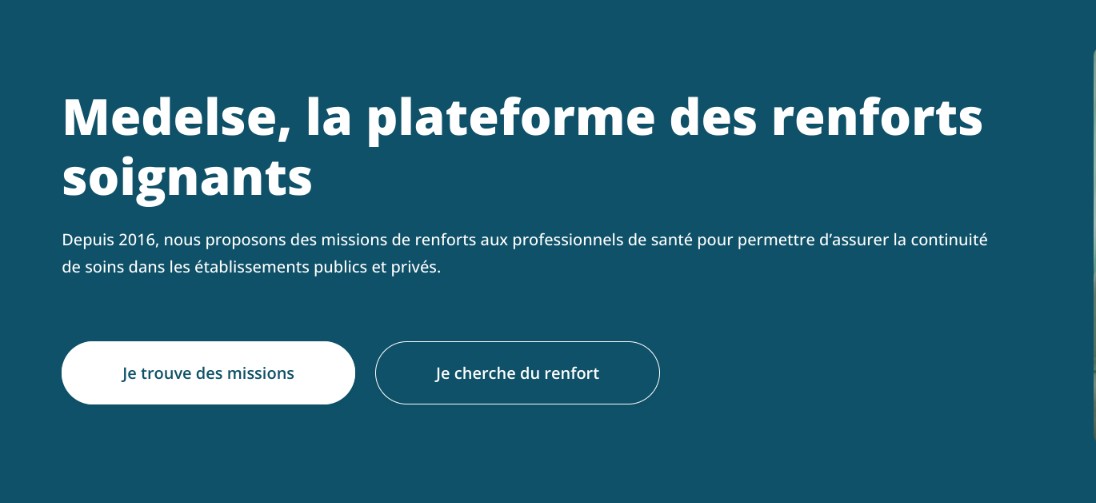 Medelse, la plateforme des renforts
soignants
Depuis 2016, nous proposons des missions de renforts aux professionnels de santé pour permettre d’assurer la continuité
de soins dans les établissements publics et privés.
Je trouve des missions
Je cherche du renfort